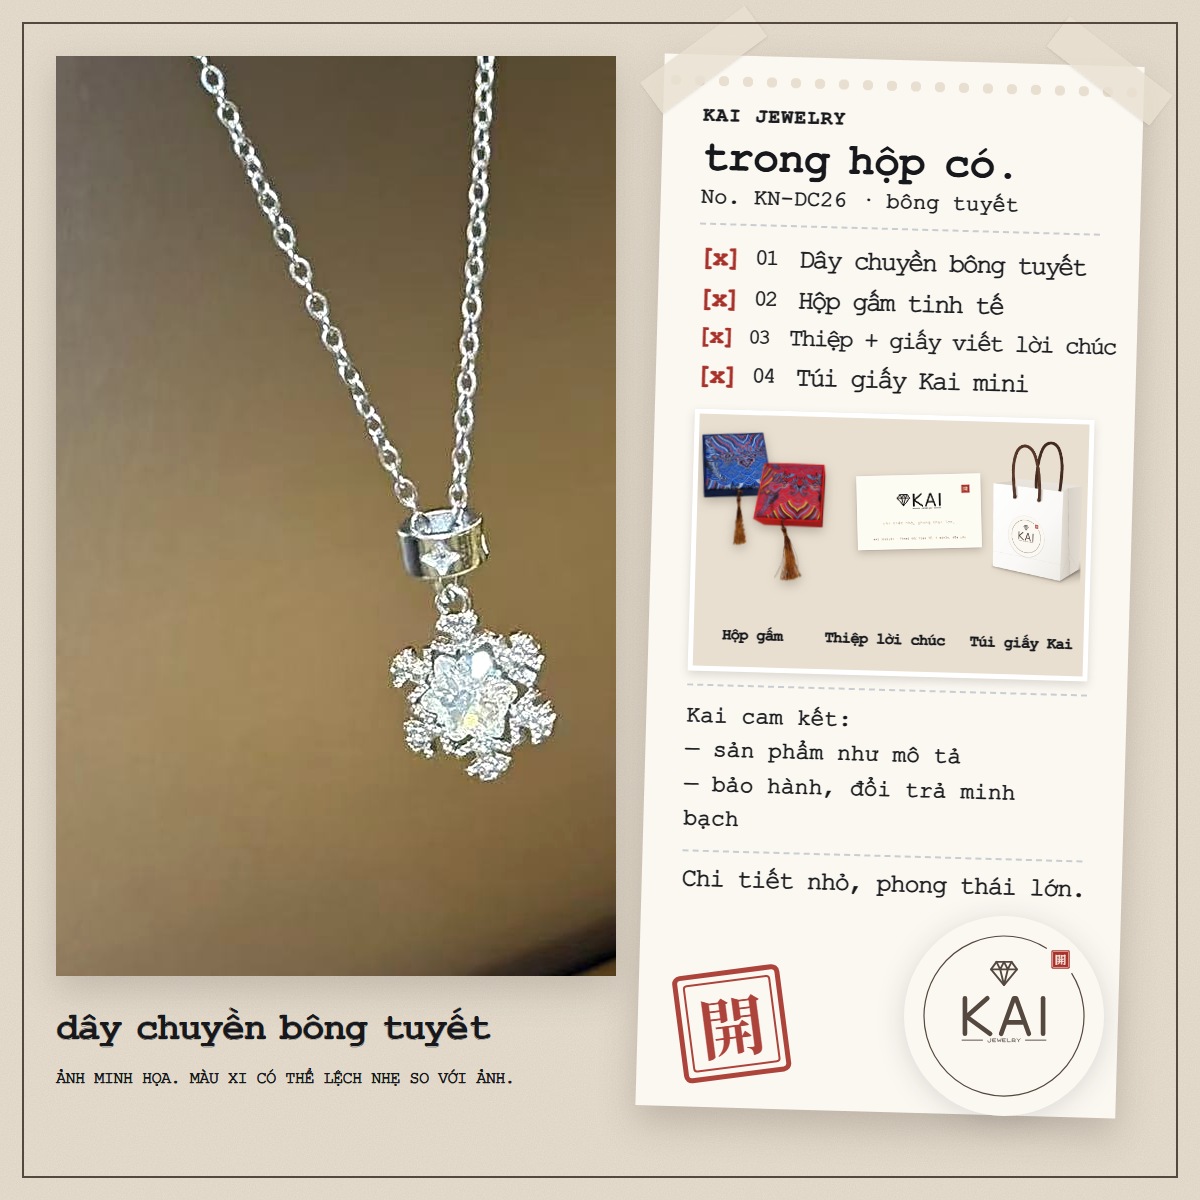 KAI JEWELRY
trong hộp có.
No. KN-DC26 · bông tuyết
[x] 01 Dây chuyền bông tuyết
[x] 02 Hộp gấm tinh tế
[x] 03 Thiệp + giấy viết lời chúc
[x] 04 Túi giấy Kai mini
KAI
開
KAI
Hộp gấm Thiệp lời chúc Túi giấy Kai
Kai cam kết:
— sản phẩm như mô tả
— bảo hành, đổi trả minh
bạch
Chi tiết nhỏ, phong thái lớn.
開
開
KAI
JEWELRY
dây chuyền bông tuyết
ẢNH MINH HỌA. MÀU XI CÓ THỂ LỆCH NHẸ SO VỚI ẢNH.